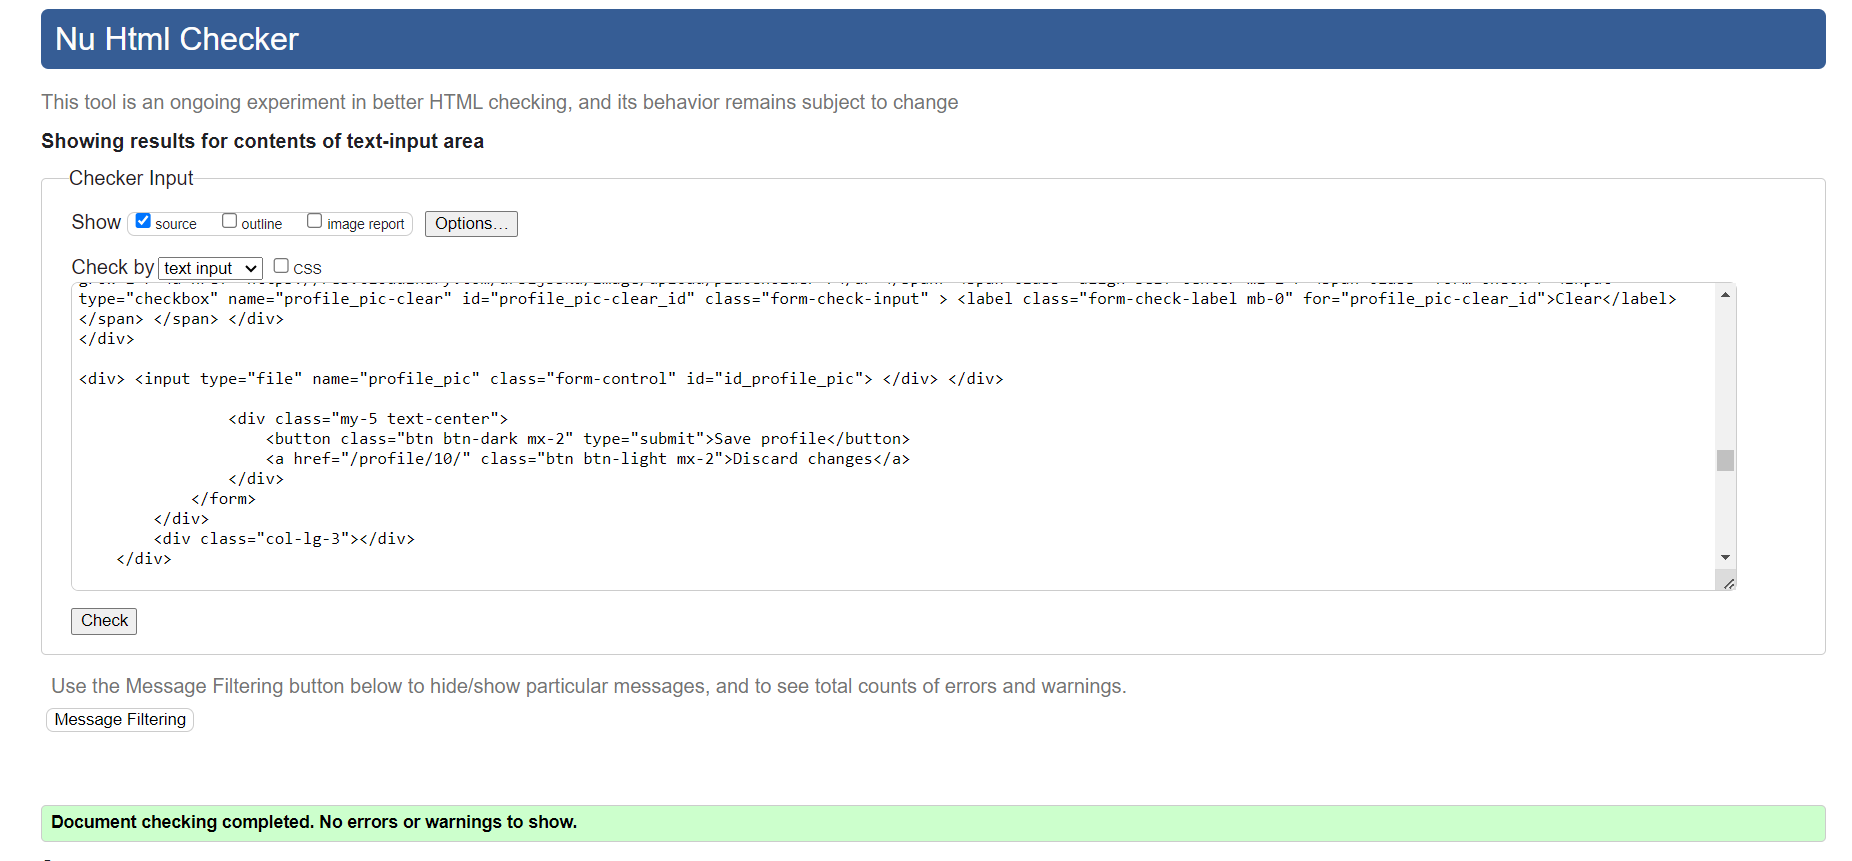 Nu Html Checker
This tool is an ongoing experiment in better HTML checking, and its behavior remains subject to change
Showing results for contents of text-input area
Checker Input
Show source outline image report Options...
Check by text input CSS
type="checkbox" name="profile_pic-clear" id="profile_pic-clear_id" class="form-check-input" > <label class="form-check-label mb-0" for="profile_pic-clear_id">Clear</label>
</span> </span> </div>
</div>
<div> <input type="file" name="profile_pic" class="form-control" id="id_profile_pic"> </div> </div>
<div class="my-5 text-center">
<button class="btn btn-dark mx-2" type="submit">Save profile</button>
<a href="/profile/10/" class="btn btn-light mx-2">Discard changes</a>
</div>
</form>
</div>
<div class="col-lg-3"></div>
</div>
Check
Use the Message Filtering button below to hide/show particular messages, and to see total counts of errors and warnings.
Message Filtering
Document checking completed. No errors or warnings to show.